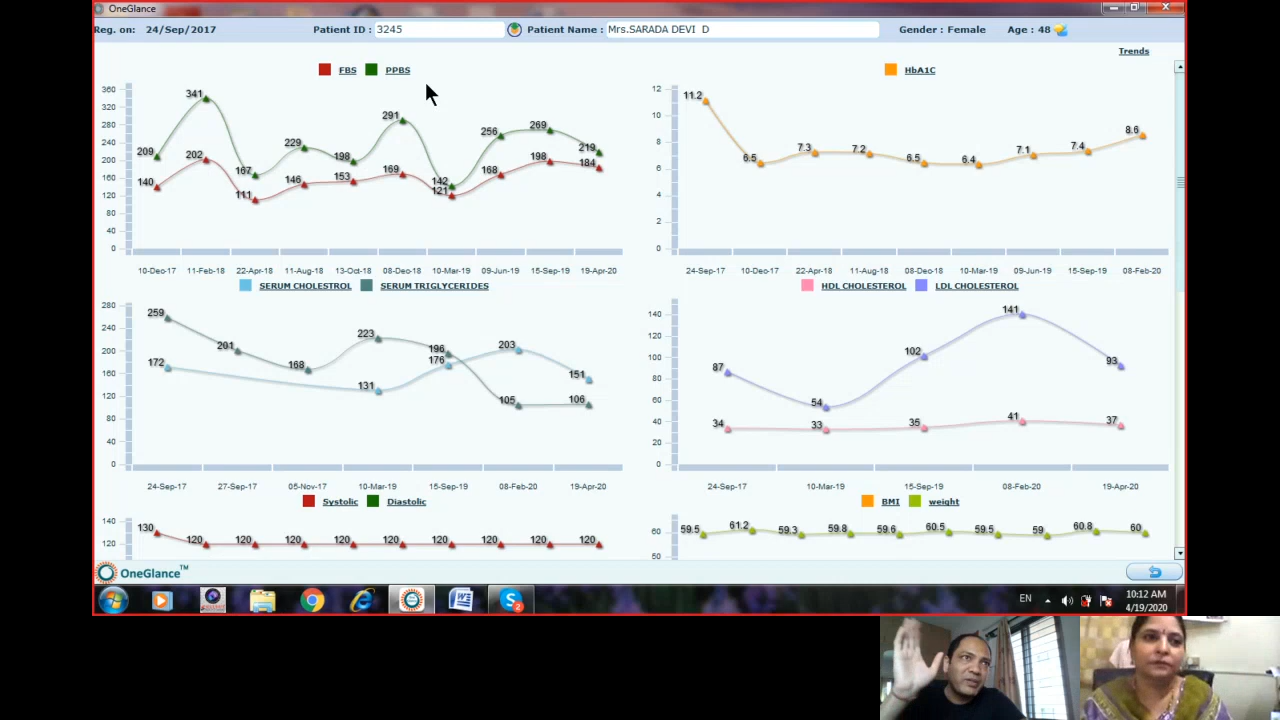 OneGlance
Reg. on: 24/Sep/2017 Patient ID : 3245 Patient Name : Mrs.SARADA DEVI D Gender : Female Age : 48
Trends
FBS PPBS
360
320
280
240
200
160
120
80
40
0
209 341 167 229 198 291 142 256 269 219
140 202 111 146 153 169 121 168 198 184
10-Dec-17 11-Feb-18 22-Apr-18 11-Aug-18 13-Oct-18 08-Dec-18 10-Mar-19 09-Jun-19 15-Sep-19 19-Apr-20
HbA1C
12
10
8
6
4
2
0
11.2 6.5 7.3 7.2 6.5 6.4 7.1 7.4 8.6
24-Sep-17 10-Dec-17 22-Apr-18 11-Aug-18 08-Dec-18 10-Mar-19 09-Jun-19 15-Sep-19 08-Feb-20
SERUM CHOLESTROL SERUM TRIGLYCERIDES
280
240
200
160
120
80
40
0
259 201 168 223 196 105 106
172 131 176 203 151
24-Sep-17 27-Sep-17 05-Nov-17 10-Mar-19 15-Sep-19 08-Feb-20 19-Apr-20
HDL CHOLESTEROL LDL CHOLESTEROL
140
120
100
80
60
40
20
0
87 54 102 141 93
34 33 35 41 37
24-Sep-17 10-Mar-19 15-Sep-19 08-Feb-20 19-Apr-20
Systolic Diastolic
140
120
130 120 120 120 120 120 120 120 120 120
BMI weight
60
50
59.5 61.2 59.3 59.8 59.6 60.5 59.5 59 60.8 60
OneGlance™
EN
10:12 AM
4/19/2020